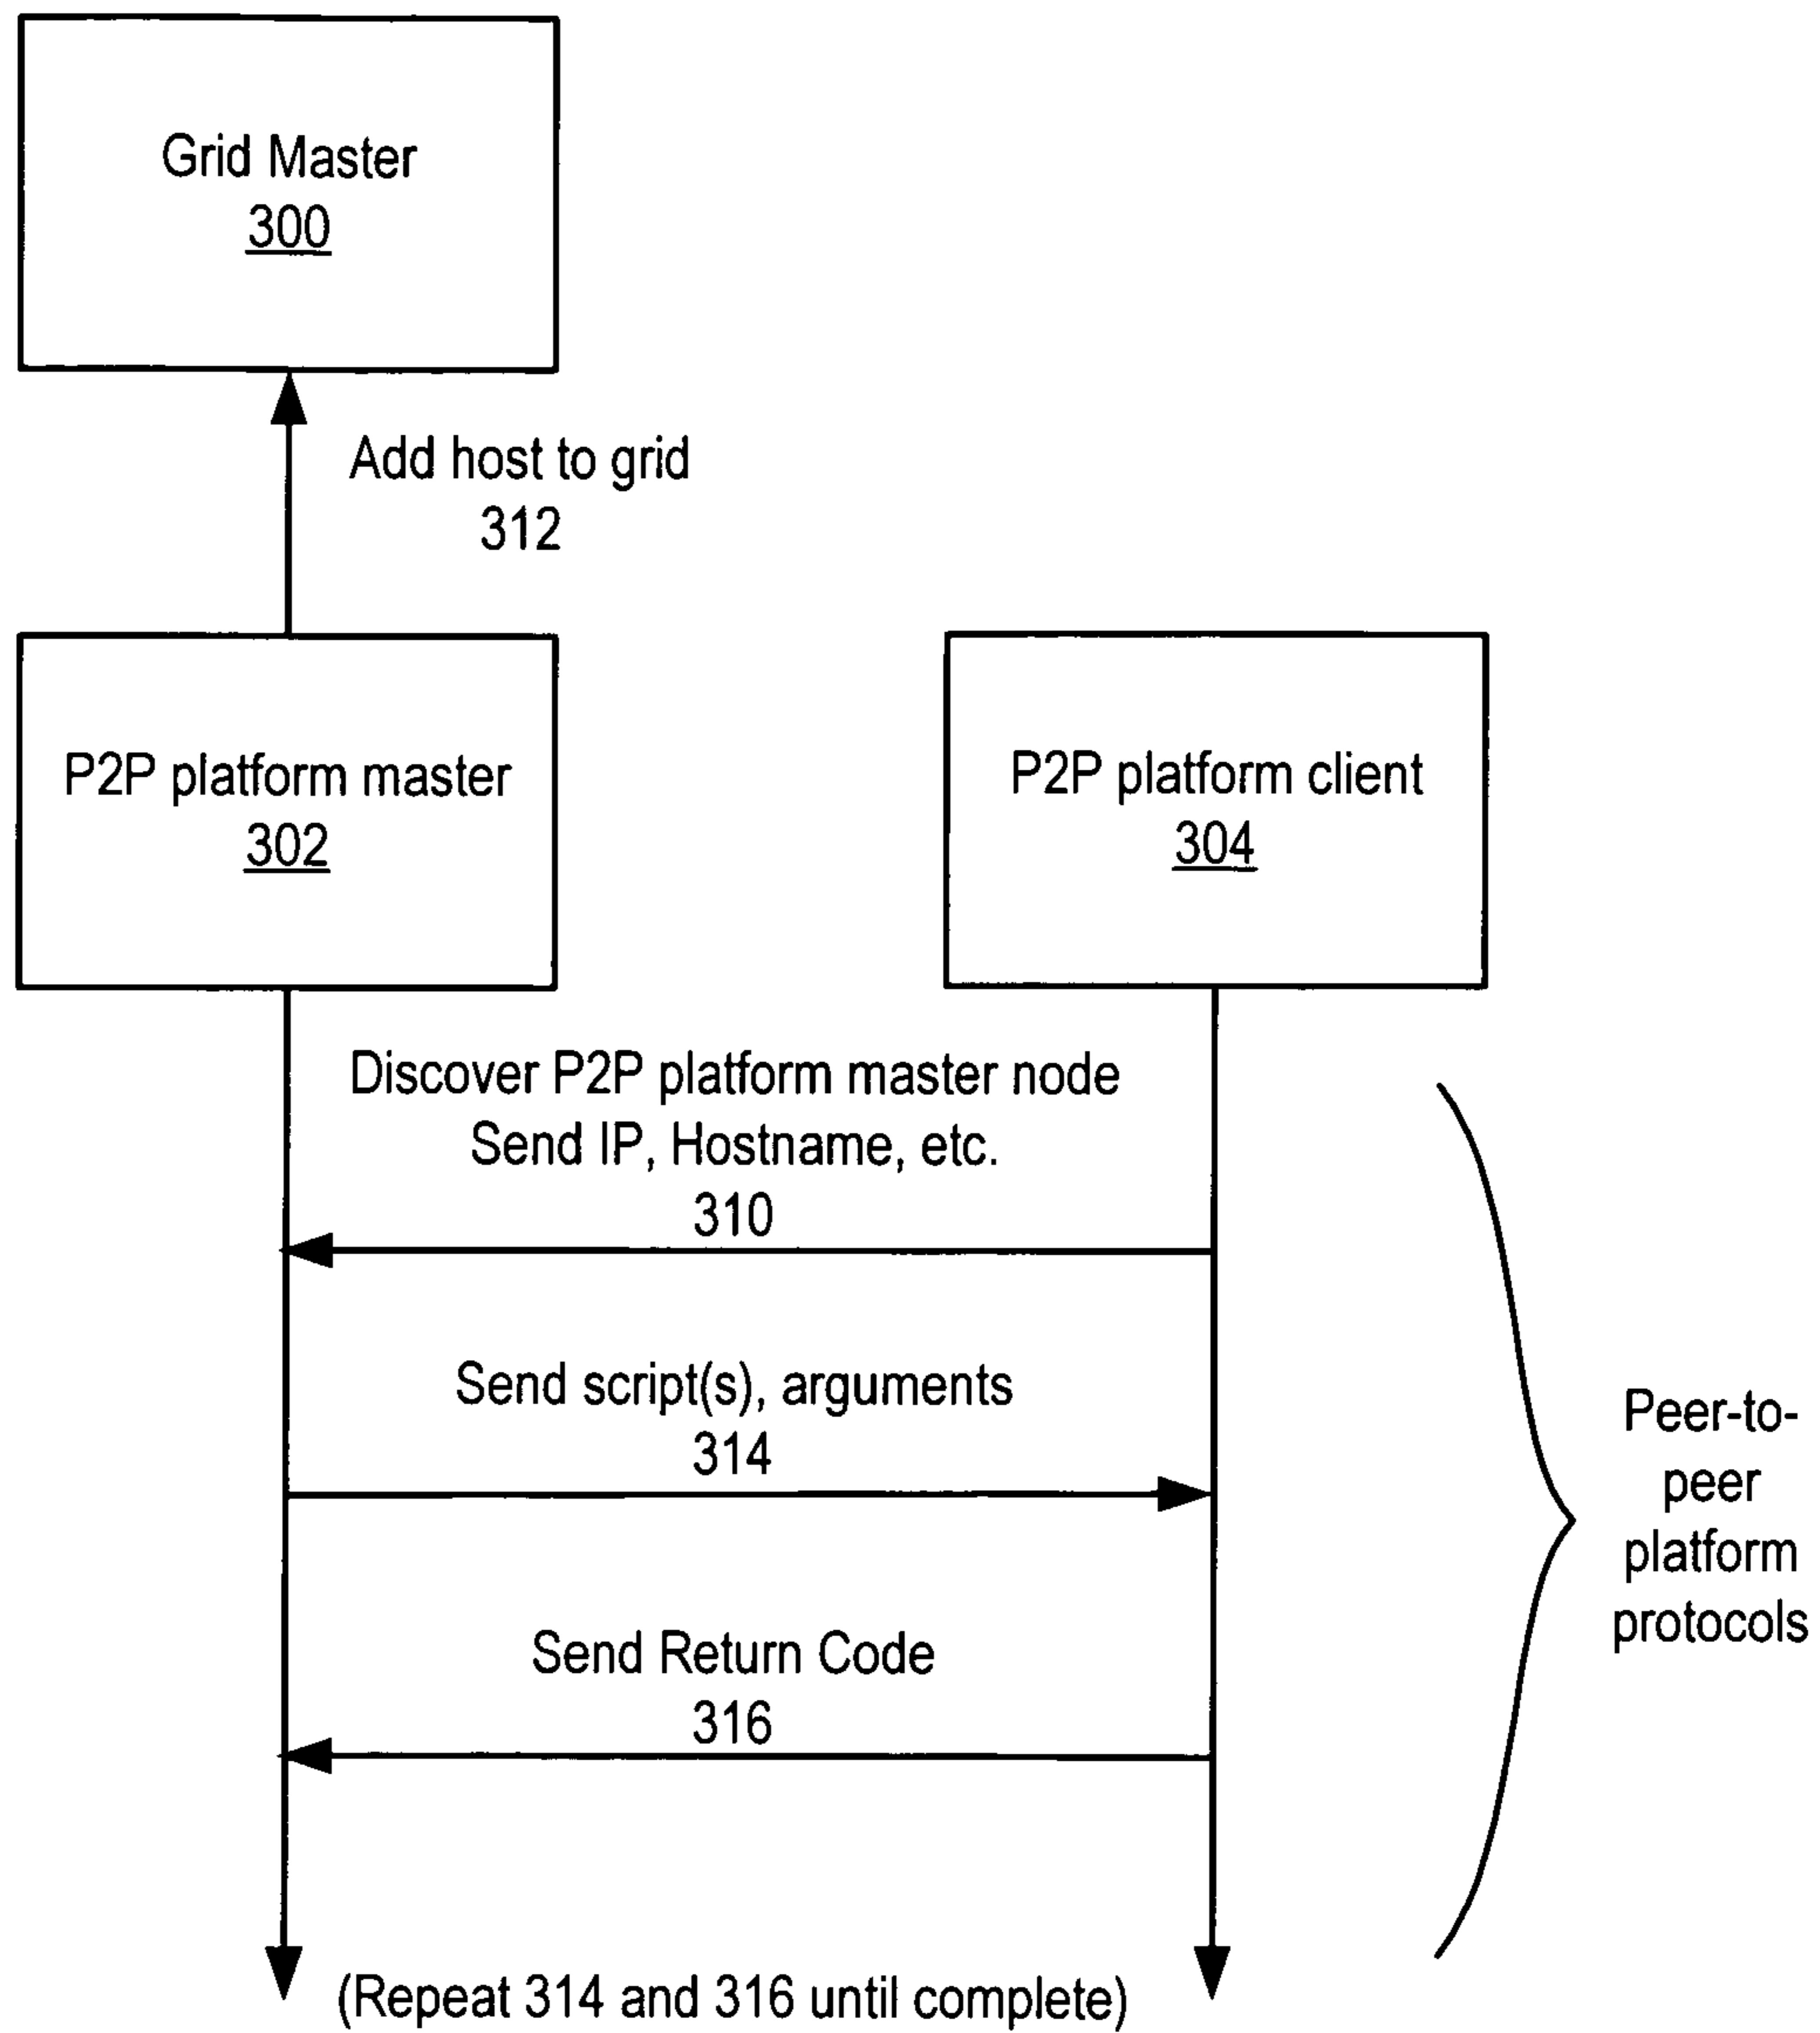 Grid Master
300
Add host to grid
312
P2P platform master
302
P2P platform client
304
Discover P2P platform master node
Send IP, Hostname, etc.
310
Send script(s), arguments
314
Send Return Code
316
Peer-to-
peer
platform
protocols
(Repeat 314 and 316 until complete)